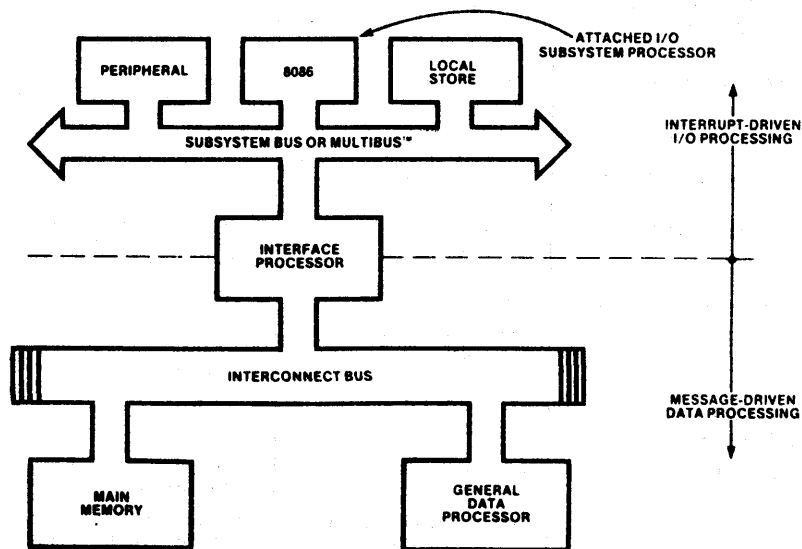 ATTACHED I/O
SUBSYSTEM PROCESSOR
PERIPHERAL
8086
LOCAL
STORE
SUBSYSTEM BUS OR MULTIBUS™
INTERRUPT-DRIVEN
I/O PROCESSING
INTERFACE
PROCESSOR
INTERCONNECT BUS
MESSAGE-DRIVEN
DATA PROCESSING
MAIN
MEMORY
GENERAL
DATA
PROCESSOR